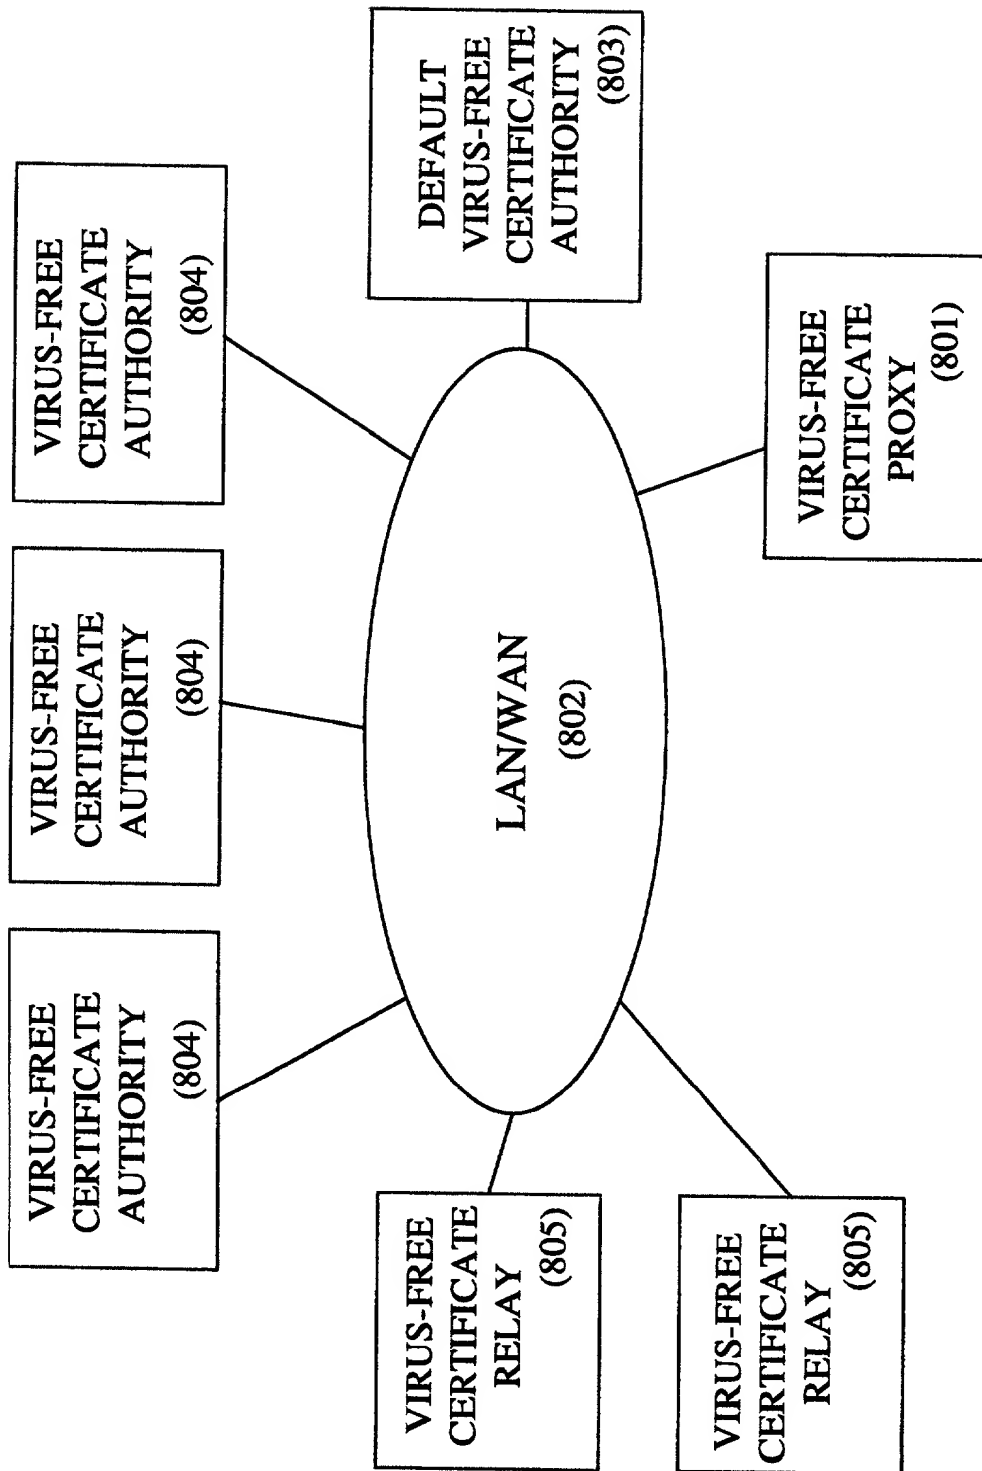 VIRUS-FREE
CERTIFICATE
AUTHORITY
(804)
VIRUS-FREE
CERTIFICATE
AUTHORITY
(804)
VIRUS-FREE
CERTIFICATE
AUTHORITY
(804)
VIRUS-FREE
CERTIFICATE
RELAY
(805)
LAN/WAN
(802)
DEFAULT
VIRUS-FREE
CERTIFICATE
AUTHORITY
(803)
VIRUS-FREE
CERTIFICATE
RELAY
(805)
VIRUS-FREE
CERTIFICATE
PROXY
(801)